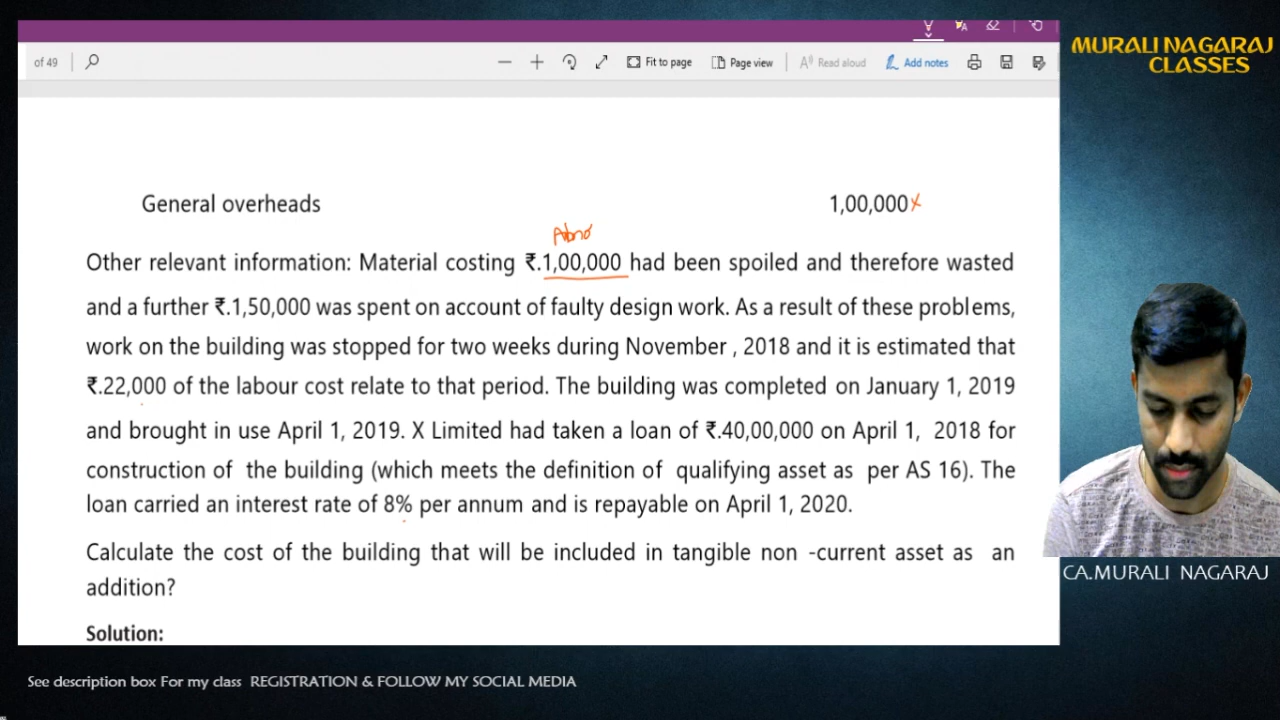 MURALI NAGARAJ
CLASSES
of 49
Fit to page
Page view
Read aloud
Add notes
General overheads 1,00,000
Other relevant information: Material costing ₹.1,00,000 had been spoiled and therefore wasted
and a further ₹.1,50,000 was spent on account of faulty design work. As a result of these problems,
work on the building was stopped for two weeks during November , 2018 and it is estimated that
₹.22,000 of the labour cost relate to that period. The building was completed on January 1, 2019
and brought in use April 1, 2019. X Limited had taken a loan of ₹.40,00,000 on April 1, 2018 for
construction of the building (which meets the definition of qualifying asset as per AS 16). The
loan carried an interest rate of 8% per annum and is repayable on April 1, 2020.
Calculate the cost of the building that will be included in tangible non -current asset as an
addition?
Solution:
CA.MURALI NAGARAJ
See description box For my class REGISTRATION & FOLLOW MY SOCIAL MEDIA